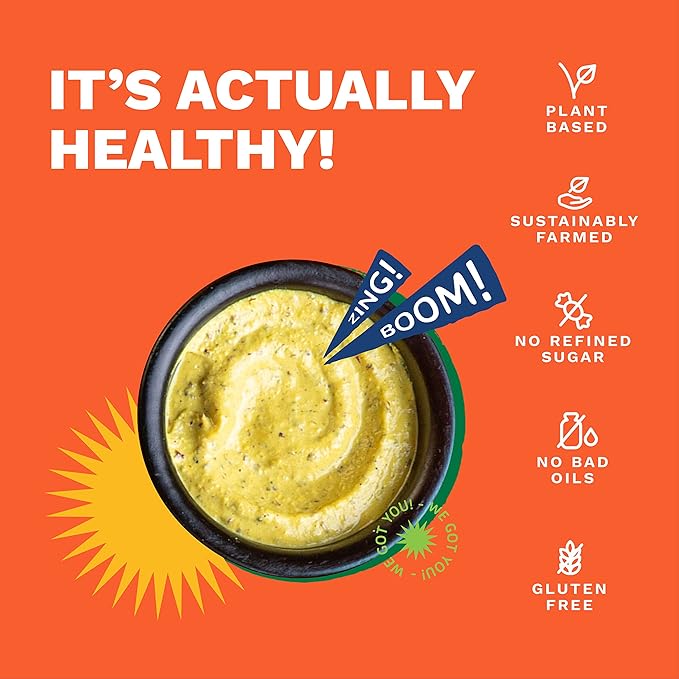 IT'S ACTUALLY
HEALTHY!
ZING!
BOOM!
WE GOT YOU! - WE GOT YOU! -
PLANT
BASED
SUSTAINABLY
FARMED
NO REFINED
SUGAR
NO BAD
OILS
GLUTEN
FREE